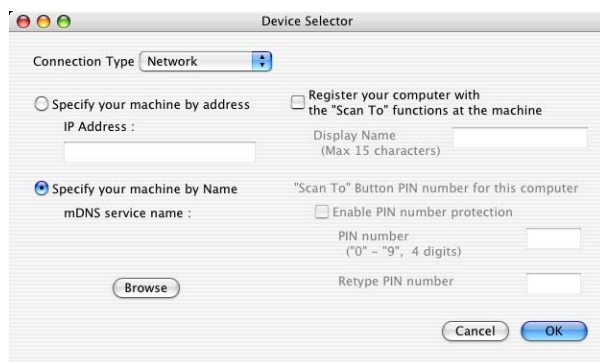 Device Selector
Connection Type Network
Specify your machine by address
IP Address :
Specify your machine by Name
mDNS service name :
Browse
Register your computer with
the "Scan To" functions at the machine
Display Name
(Max 15 characters)
"Scan To" Button PIN number for this computer
Enable PIN number protection
PIN number
("0" – "9", 4 digits)
Retype PIN number
Cancel OK